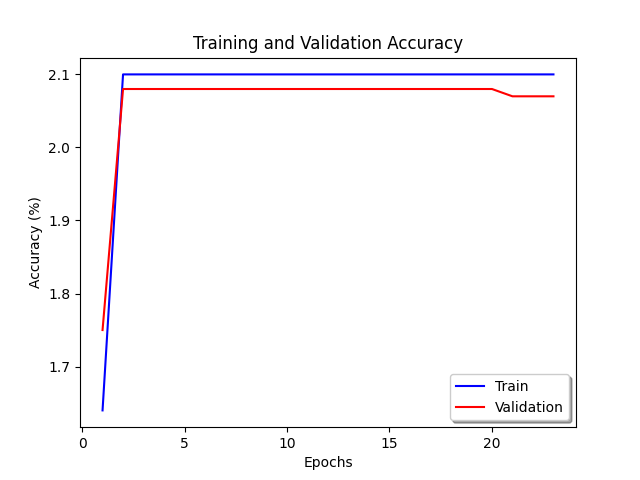 Training and Validation Accuracy
Accuracy (%)
2.1
2.0
1.9
1.8
1.7
0
5
10
15
20
Epochs
Train
Validation